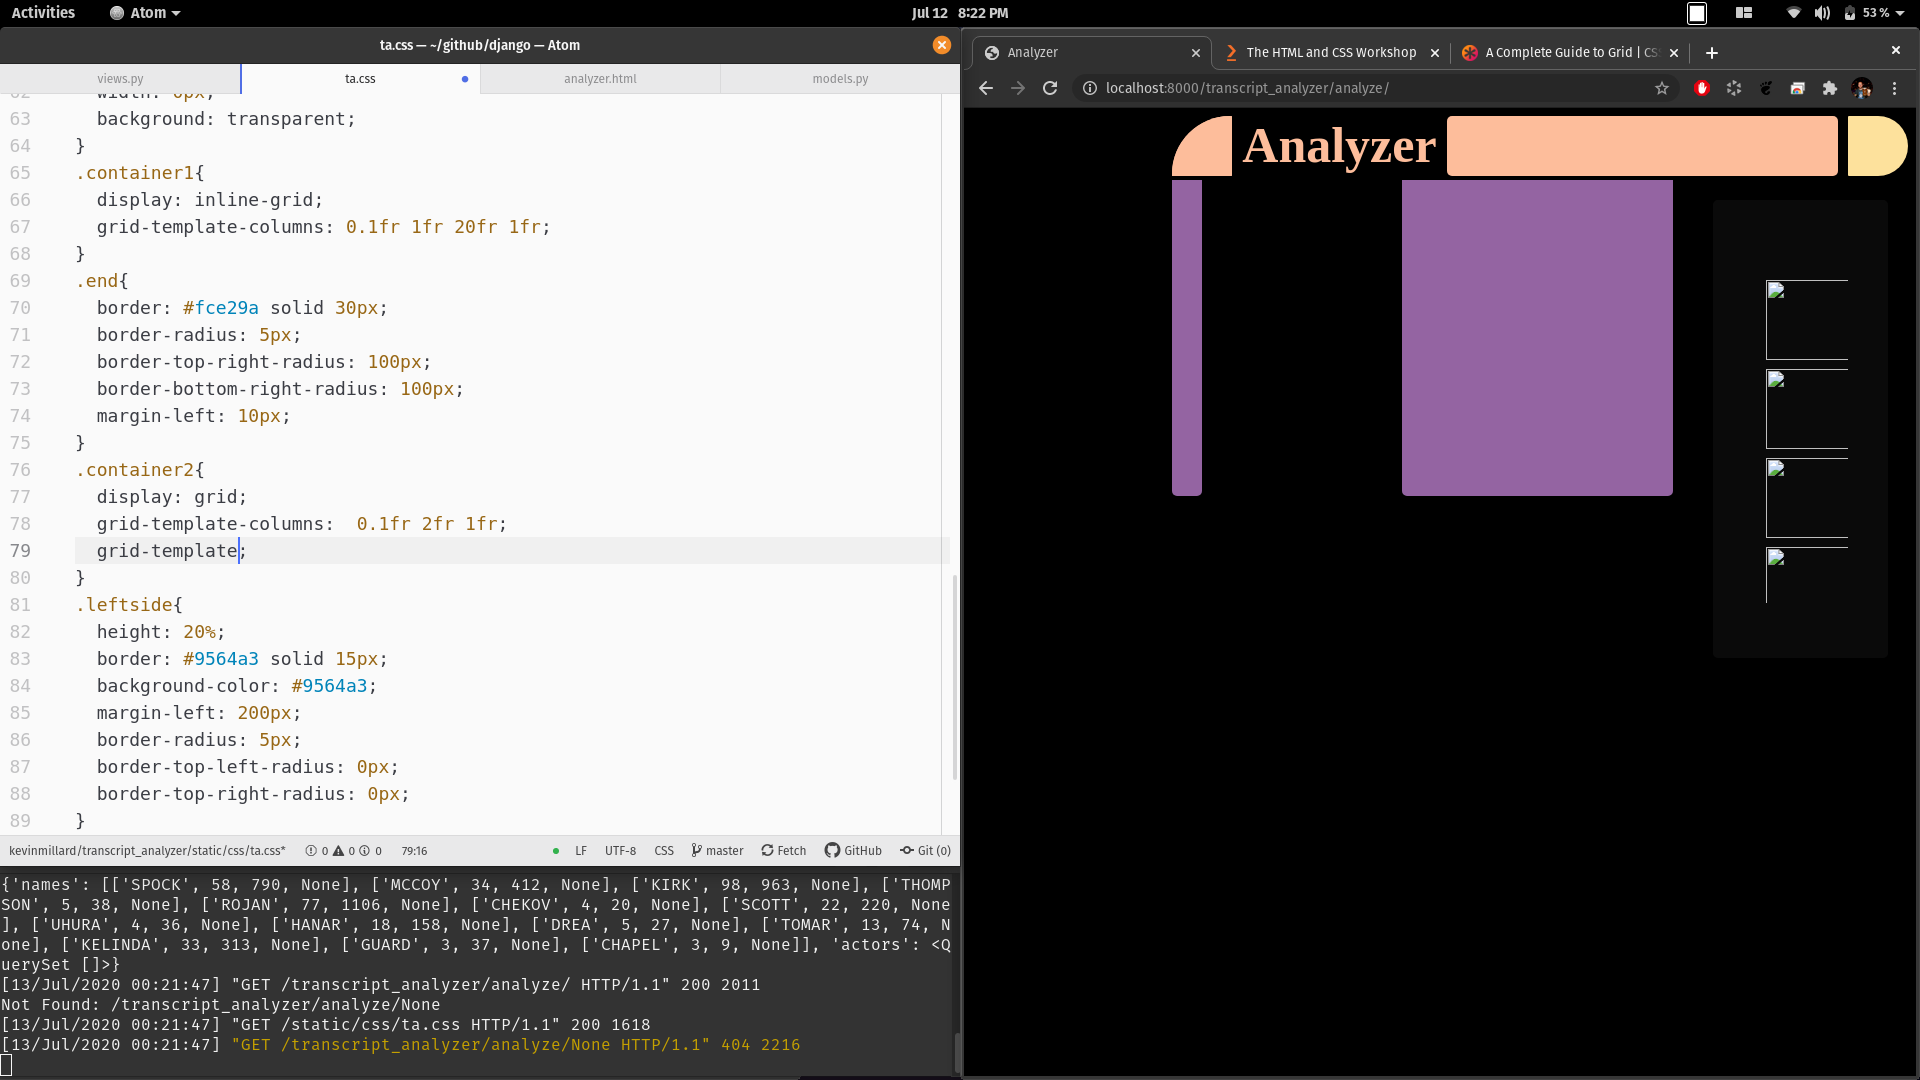 Activities
Atom
Jul 12 8:22 PM
53 %
ta.css — ~/github/django — Atom
views.py
ta.css
analyzer.html
models.py
62 width: 0px;
63 background: transparent;
64 }
65 .container1{
66 display: inline-grid;
67 grid-template-columns: 0.1fr 1fr 20fr 1fr;
68 }
69 .end{
70 border: #fce29a solid 30px;
71 border-radius: 5px;
72 border-top-right-radius: 100px;
73 border-bottom-right-radius: 100px;
74 margin-left: 10px;
75 }
76 .container2{
77 display: grid;
78 grid-template-columns:  0.1fr 2fr 1fr;
79 grid-template;
80 }
81 .leftside{
82 height: 20%;
83 border: #9564a3 solid 15px;
84 background-color: #9564a3;
85 margin-left: 200px;
86 border-radius: 5px;
87 border-top-left-radius: 0px;
88 border-top-right-radius: 0px;
89 }
kevinmillard/transcript_analyzer/static/css/ta.css* 0 0 0 79:16 LF UTF-8 CSS master Fetch GitHub Git (0)
{'names': [['SPOCK', 58, 790, None], ['MCCOY', 34, 412, None], ['KIRK', 98, 963, None], ['THOMP
SON', 5, 38, None], ['ROJAN', 77, 1106, None], ['CHEKOV', 4, 20, None], ['SCOTT', 22, 220, None
], ['UHURA', 4, 36, None], ['HANAR', 18, 158, None], ['DREA', 5, 27, None], ['TOMAR', 13, 74, N
one], ['KELINDA', 33, 313, None], ['GUARD', 3, 37, None], ['CHAPEL', 3, 9, None]], 'actors': <Q
uerySet []>}
[13/Jul/2020 00:21:47] "GET /transcript_analyzer/analyze/ HTTP/1.1" 200 2011
Not Found: /transcript_analyzer/analyze/None
[13/Jul/2020 00:21:47] "GET /static/css/ta.css HTTP/1.1" 200 1618
[13/Jul/2020 00:21:47] "GET /transcript_analyzer/analyze/None HTTP/1.1" 404 2216
Analyzer
The HTML and CSS Workshop
A Complete Guide to Grid | CS
localhost:8000/transcript_analyzer/analyze/
Analyzer